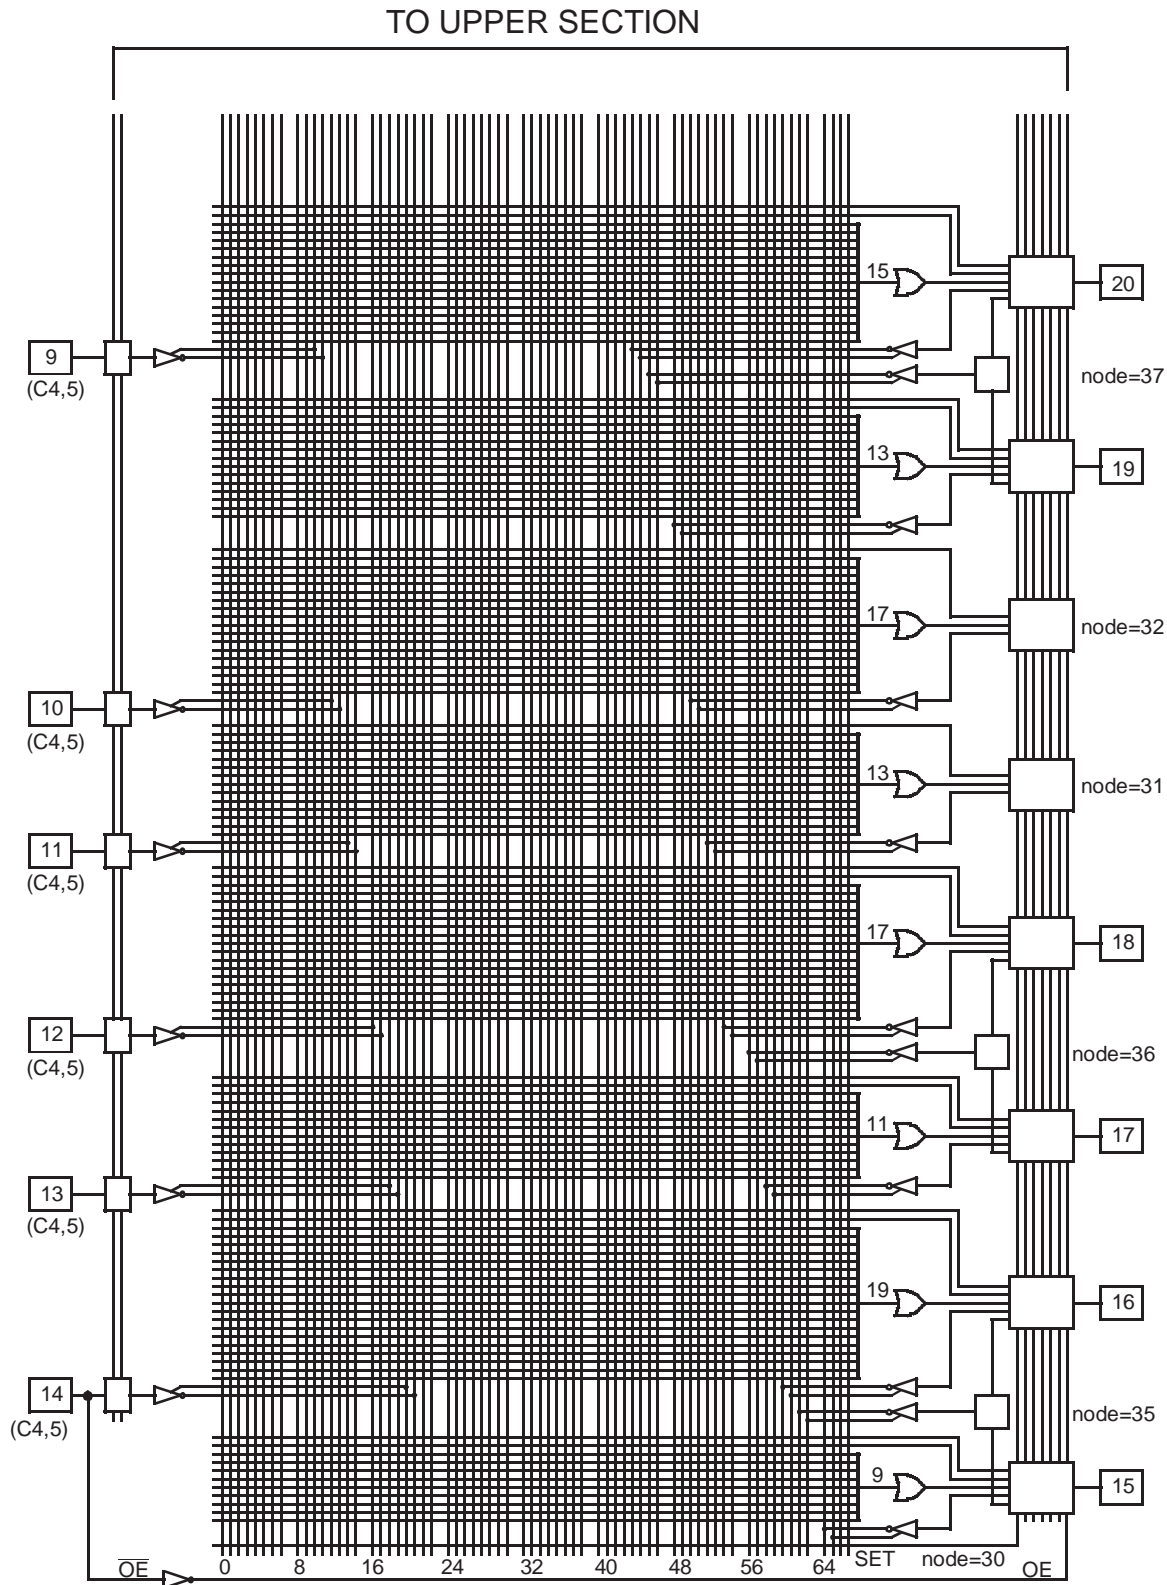 TO UPPER SECTION
15
20
9
(C4,5)
node=37
13
19
17
node=32
10
(C4,5)
13
node=31
11
(C4,5)
17
18
12
(C4,5)
node=36
11
17
13
(C4,5)
19
16
14
(C4,5)
node=35
9
15
OE 0 8 16 24 32 40 48 56 64 SET node=30 OE